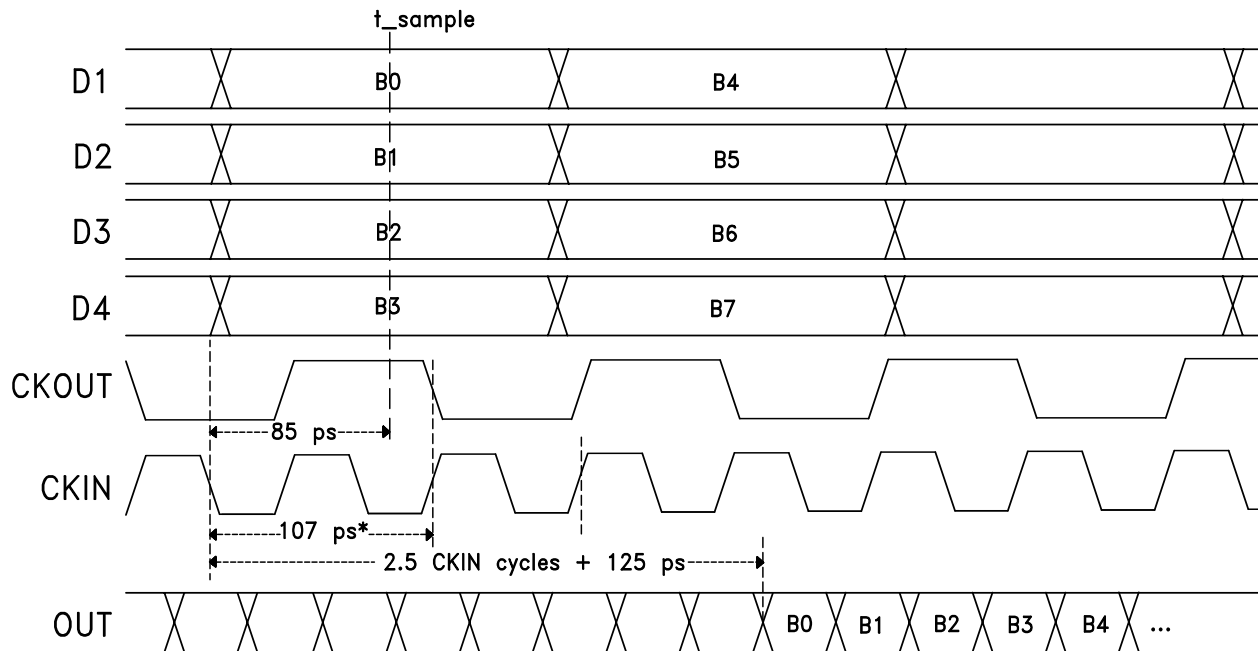 t_sample
D1 B0 B4
D2 B1 B5
D3 B2 B6
D4 B3 B7
CKOUT
85 ps
CKIN
107 ps*
2.5 CKIN cycles + 125 ps
OUT B0 B1 B2 B3 B4 ...